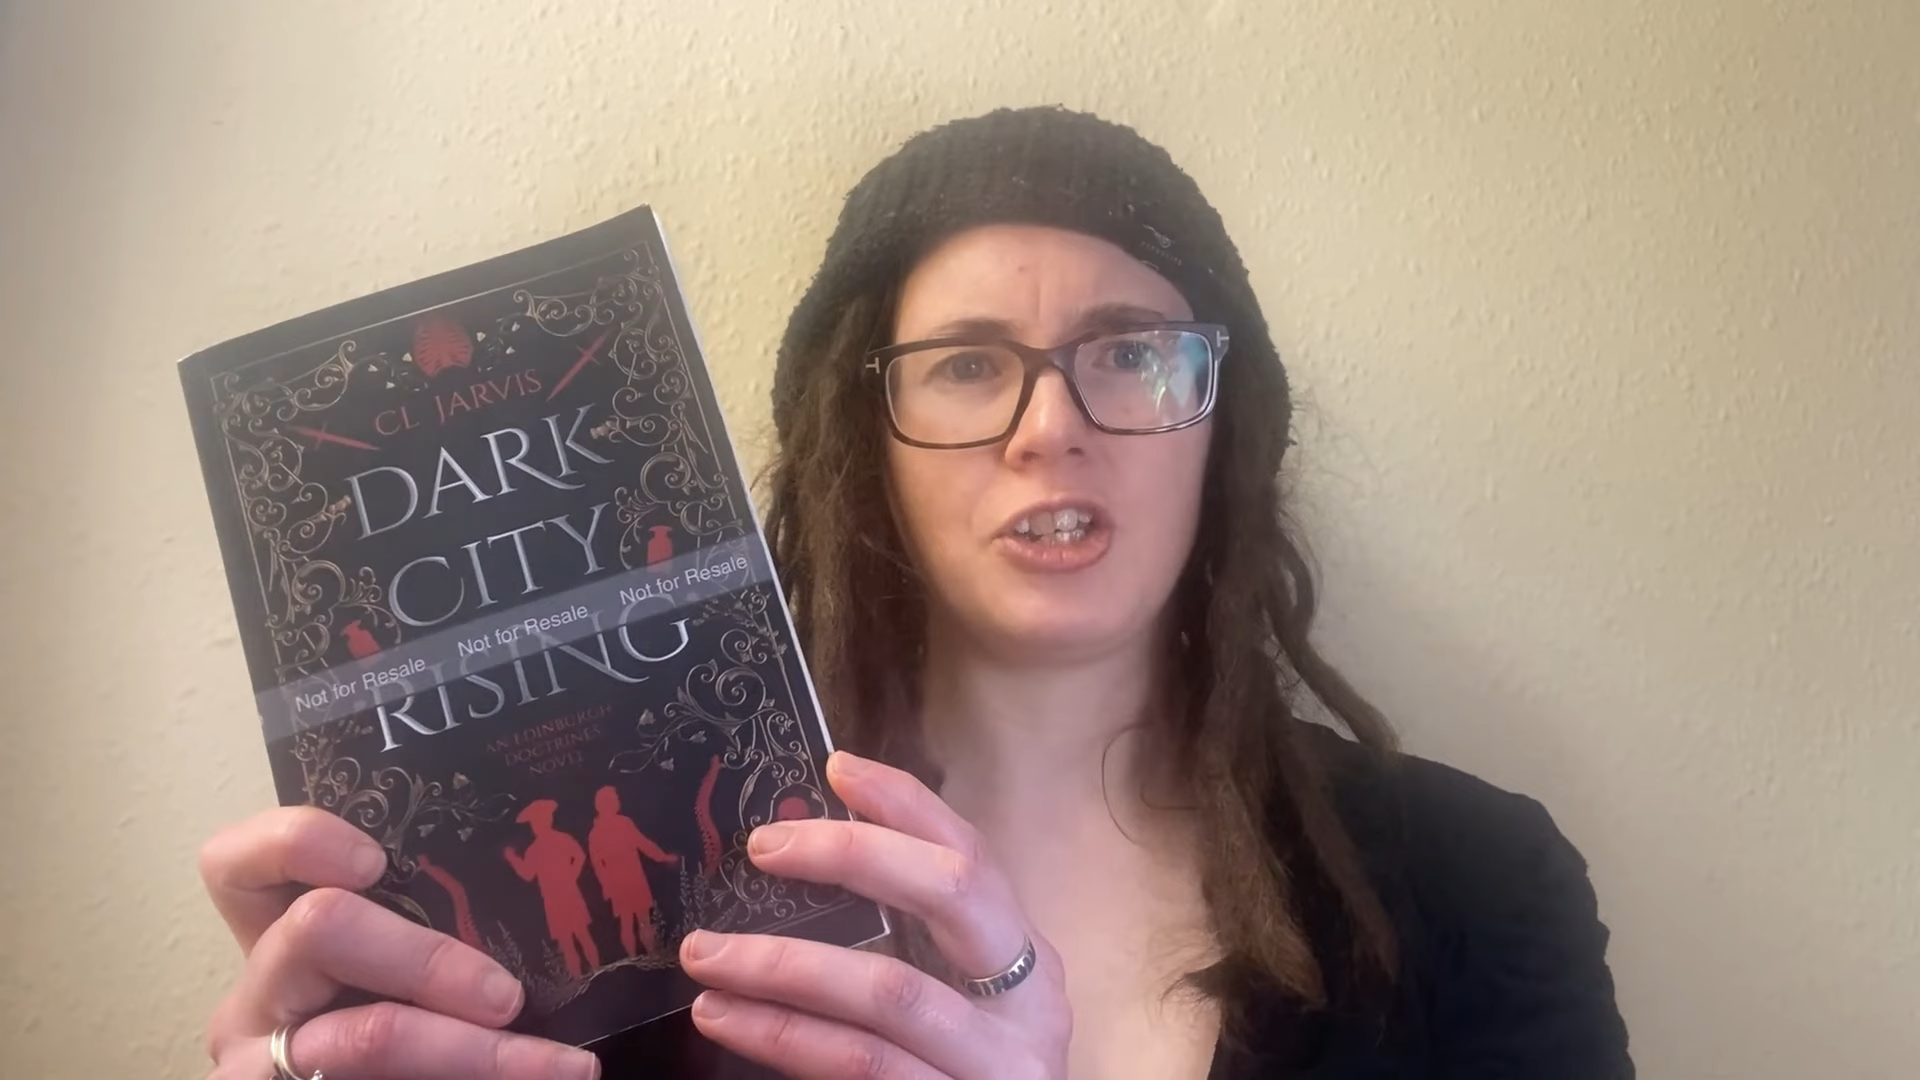 CL JARVIS
DARK
CITY
Not for Resale Not for Resale Not for Resale
RISING
AN EDINBURGH
DOCTRINES
NOVEL